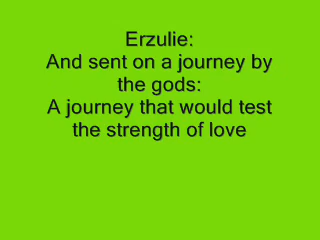 Erzulie:
And sent on a journey by
the gods:
A journey that would test
the strength of love